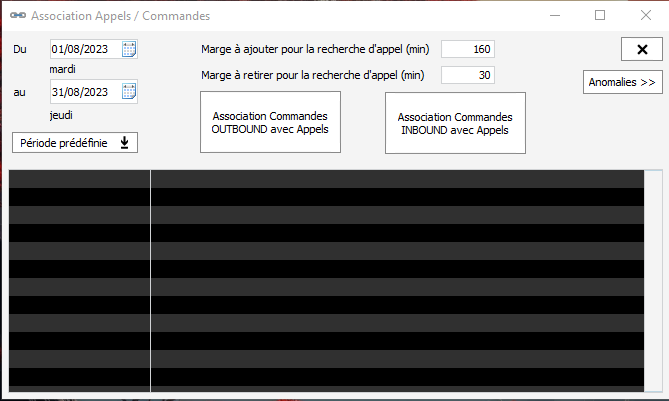 Association Appels / Commandes
Du 01/08/2023
mardi
au 31/08/2023
jeudi
Période prédéfinie
Marge à ajouter pour la recherche d'appel (min) 160
Marge à retirer pour la recherche d'appel (min) 30
Association Commandes
OUTBOUND avec Appels
Association Commandes
INBOUND avec Appels
Anomalies >>